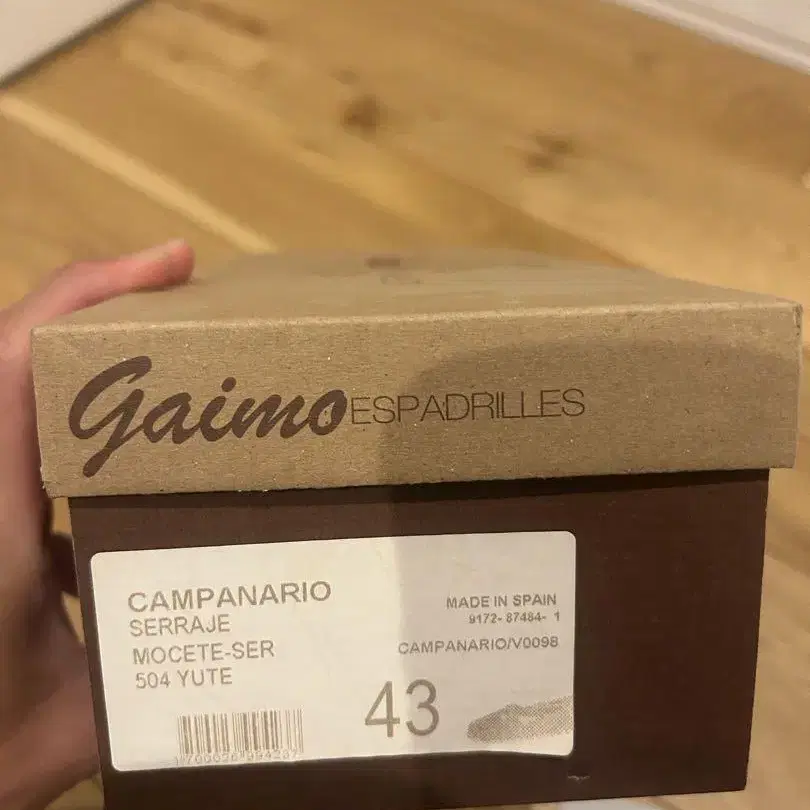 Gaimo ESPADRILLES
CAMPANARIO
SERRAJE
MOCETE-SER
504 YUTE
MADE IN SPAIN
9172- 87484- 1
CAMPANARIO/V0098
43